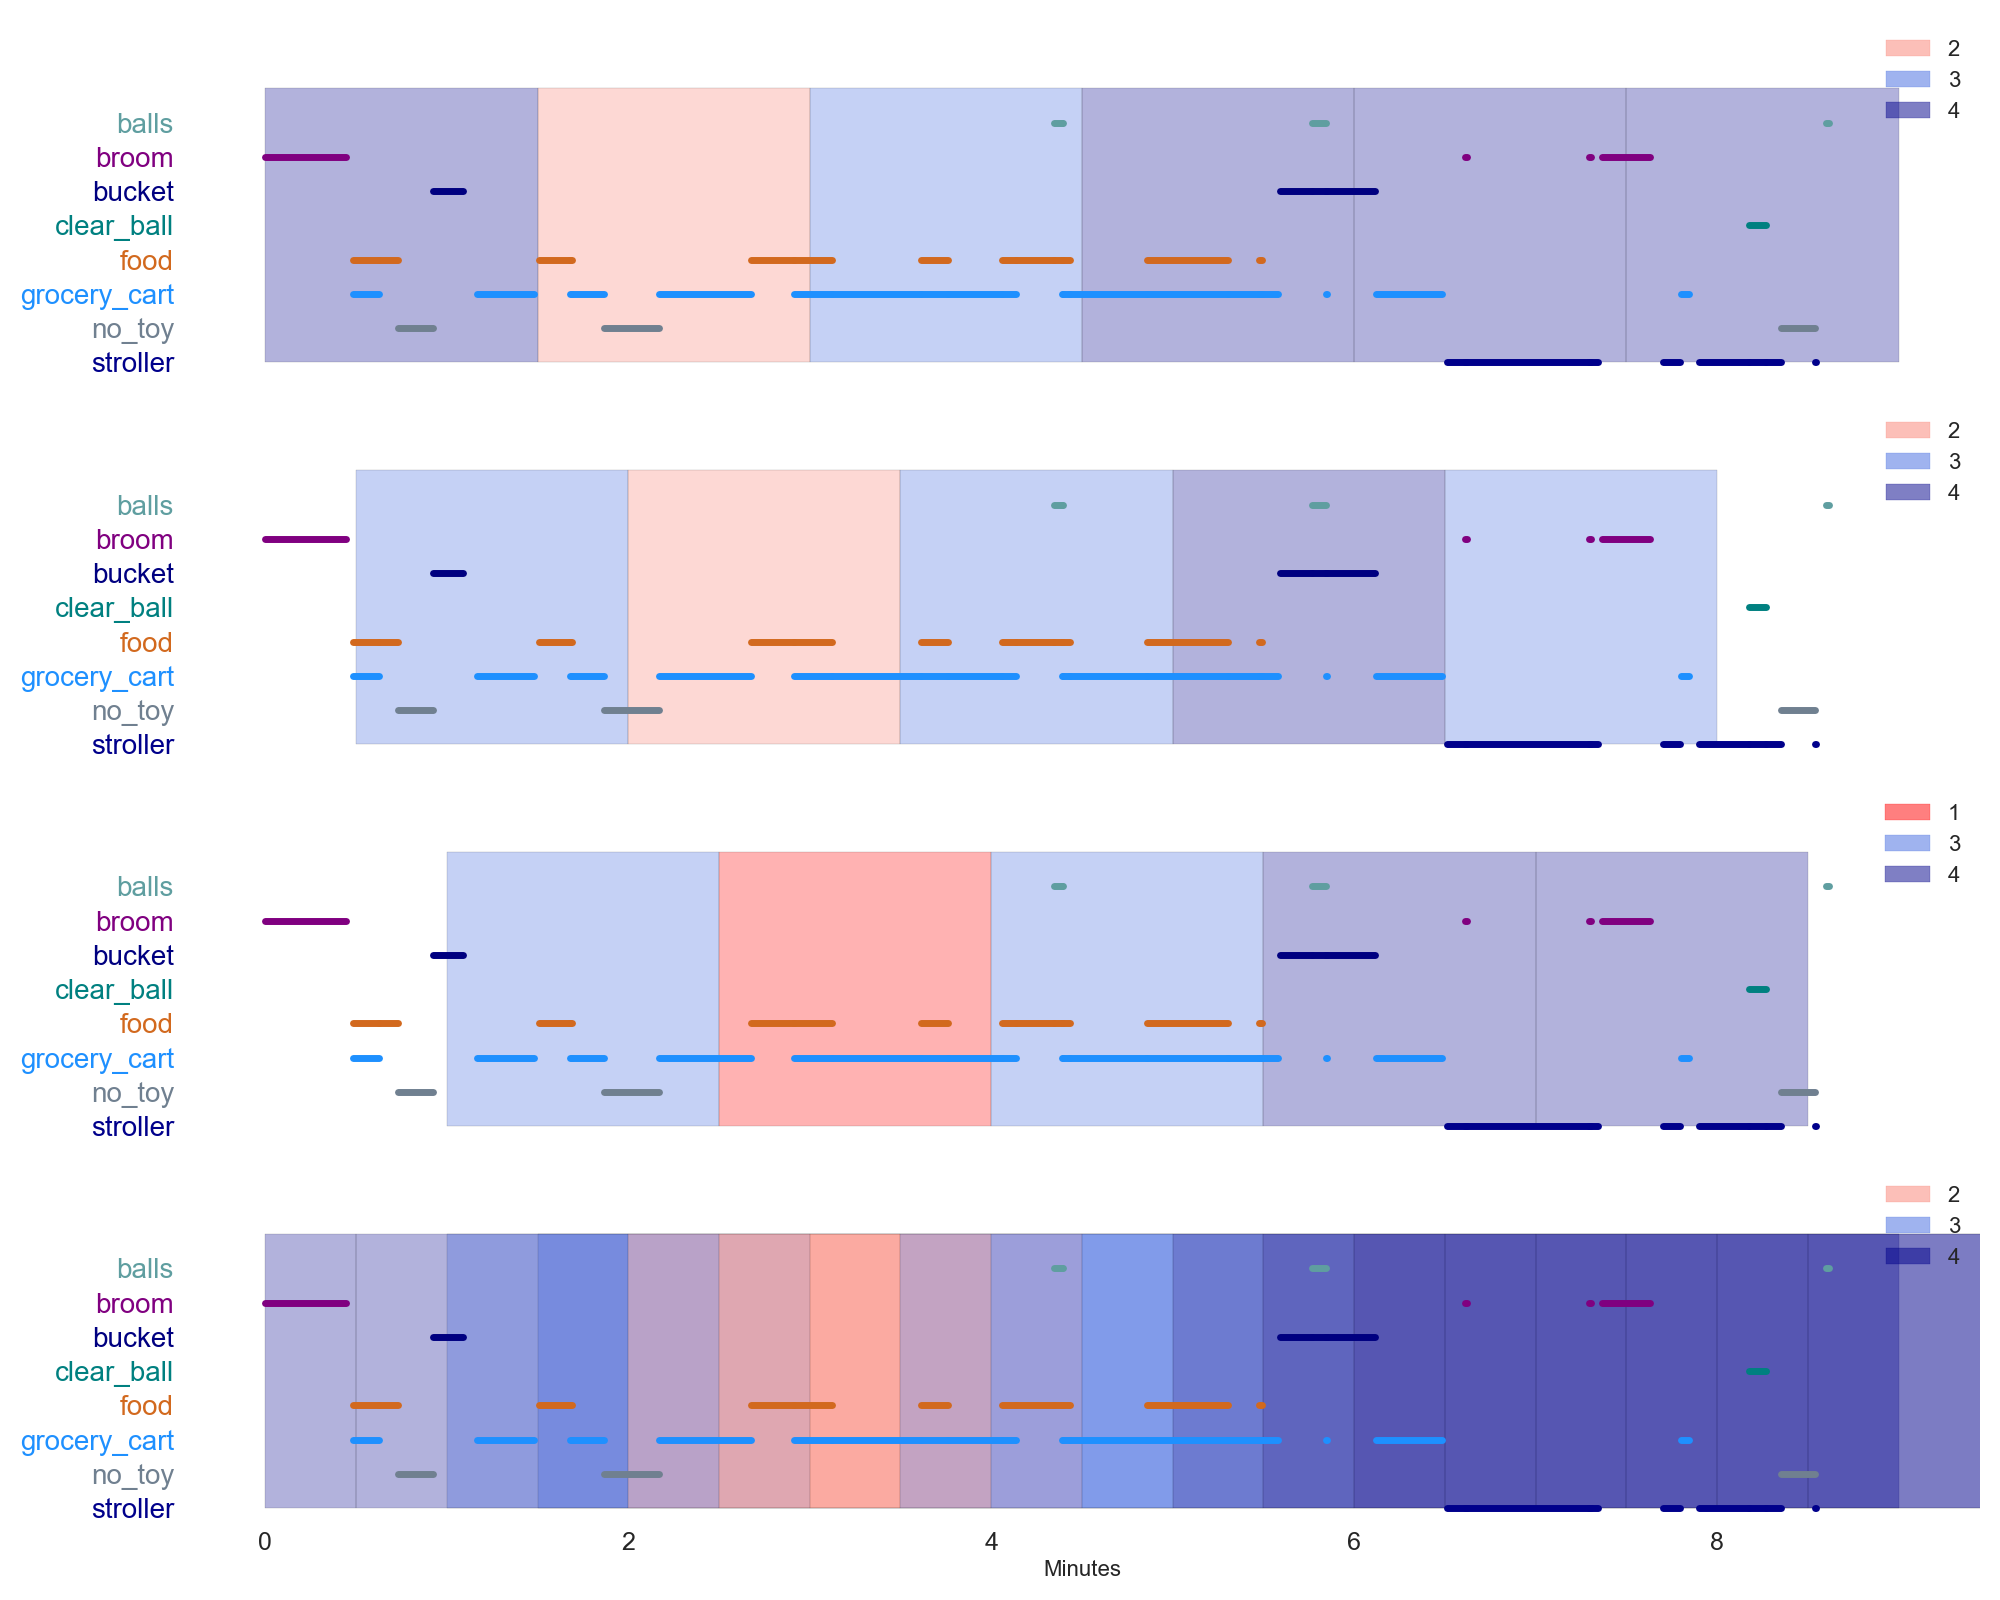 2
3
4
balls
broom
bucket
clear_ball
food
grocery_cart
no_toy
stroller
2
3
4
balls
broom
bucket
clear_ball
food
grocery_cart
no_toy
stroller
1
3
4
balls
broom
bucket
clear_ball
food
grocery_cart
no_toy
stroller
2
3
4
balls
broom
bucket
clear_ball
food
grocery_cart
no_toy
stroller
0 2 4 6 8
Minutes